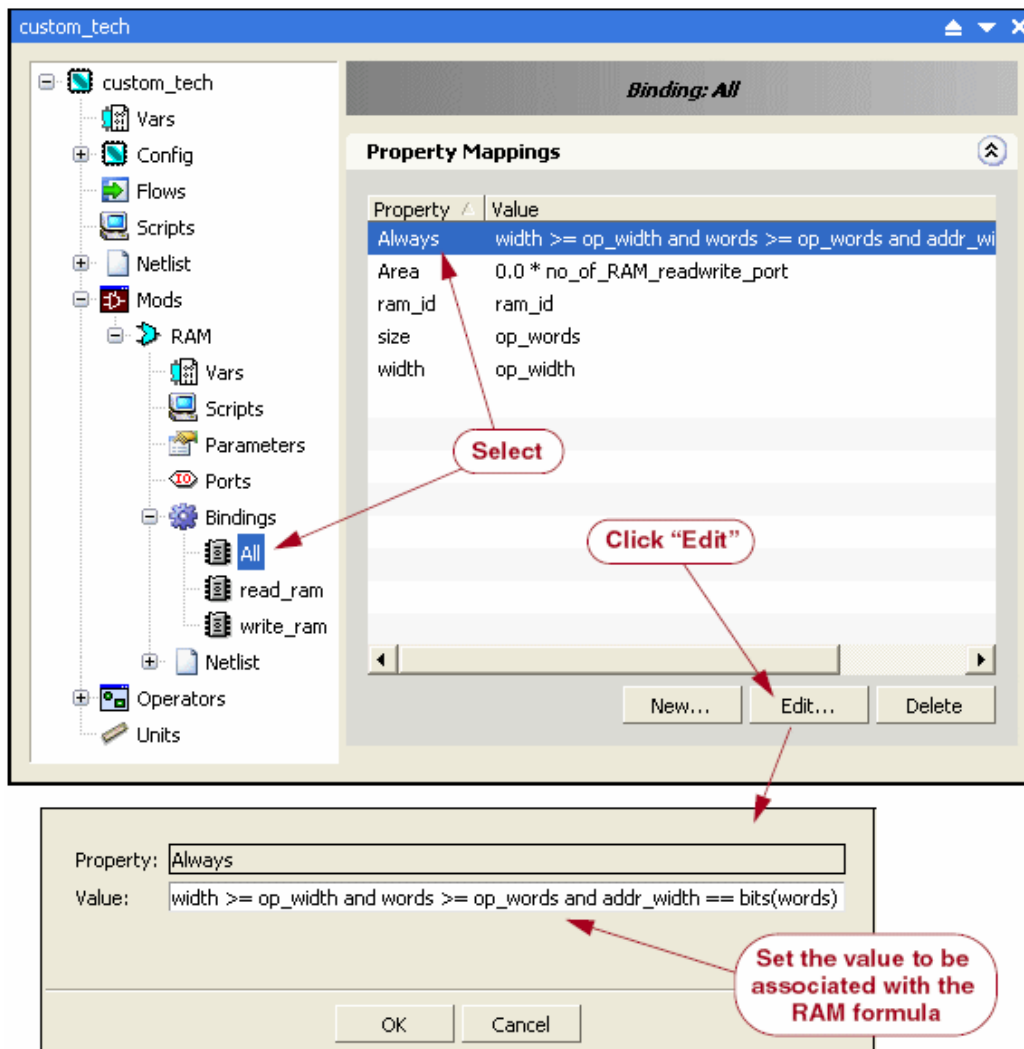 custom_tech
custom_tech
Vars
Config
Flows
Scripts
Netlist
Mods
RAM
Vars
Scripts
Parameters
IO Ports
Bindings
All
read_ram
write_ram
Netlist
Operators
Units
Binding: All
Property Mappings
Property Value
Always width >= op_width and words >= op_words and addr_wi
Area 0.0 * no_of_RAM_readwrite_port
ram_id ram_id
size op_words
width op_width
Select
Click “Edit”
New... Edit... Delete
Property: Always
Value: width >= op_width and words >= op_words and addr_width == bits(words)
Set the value to be
associated with the
RAM formula
OK Cancel